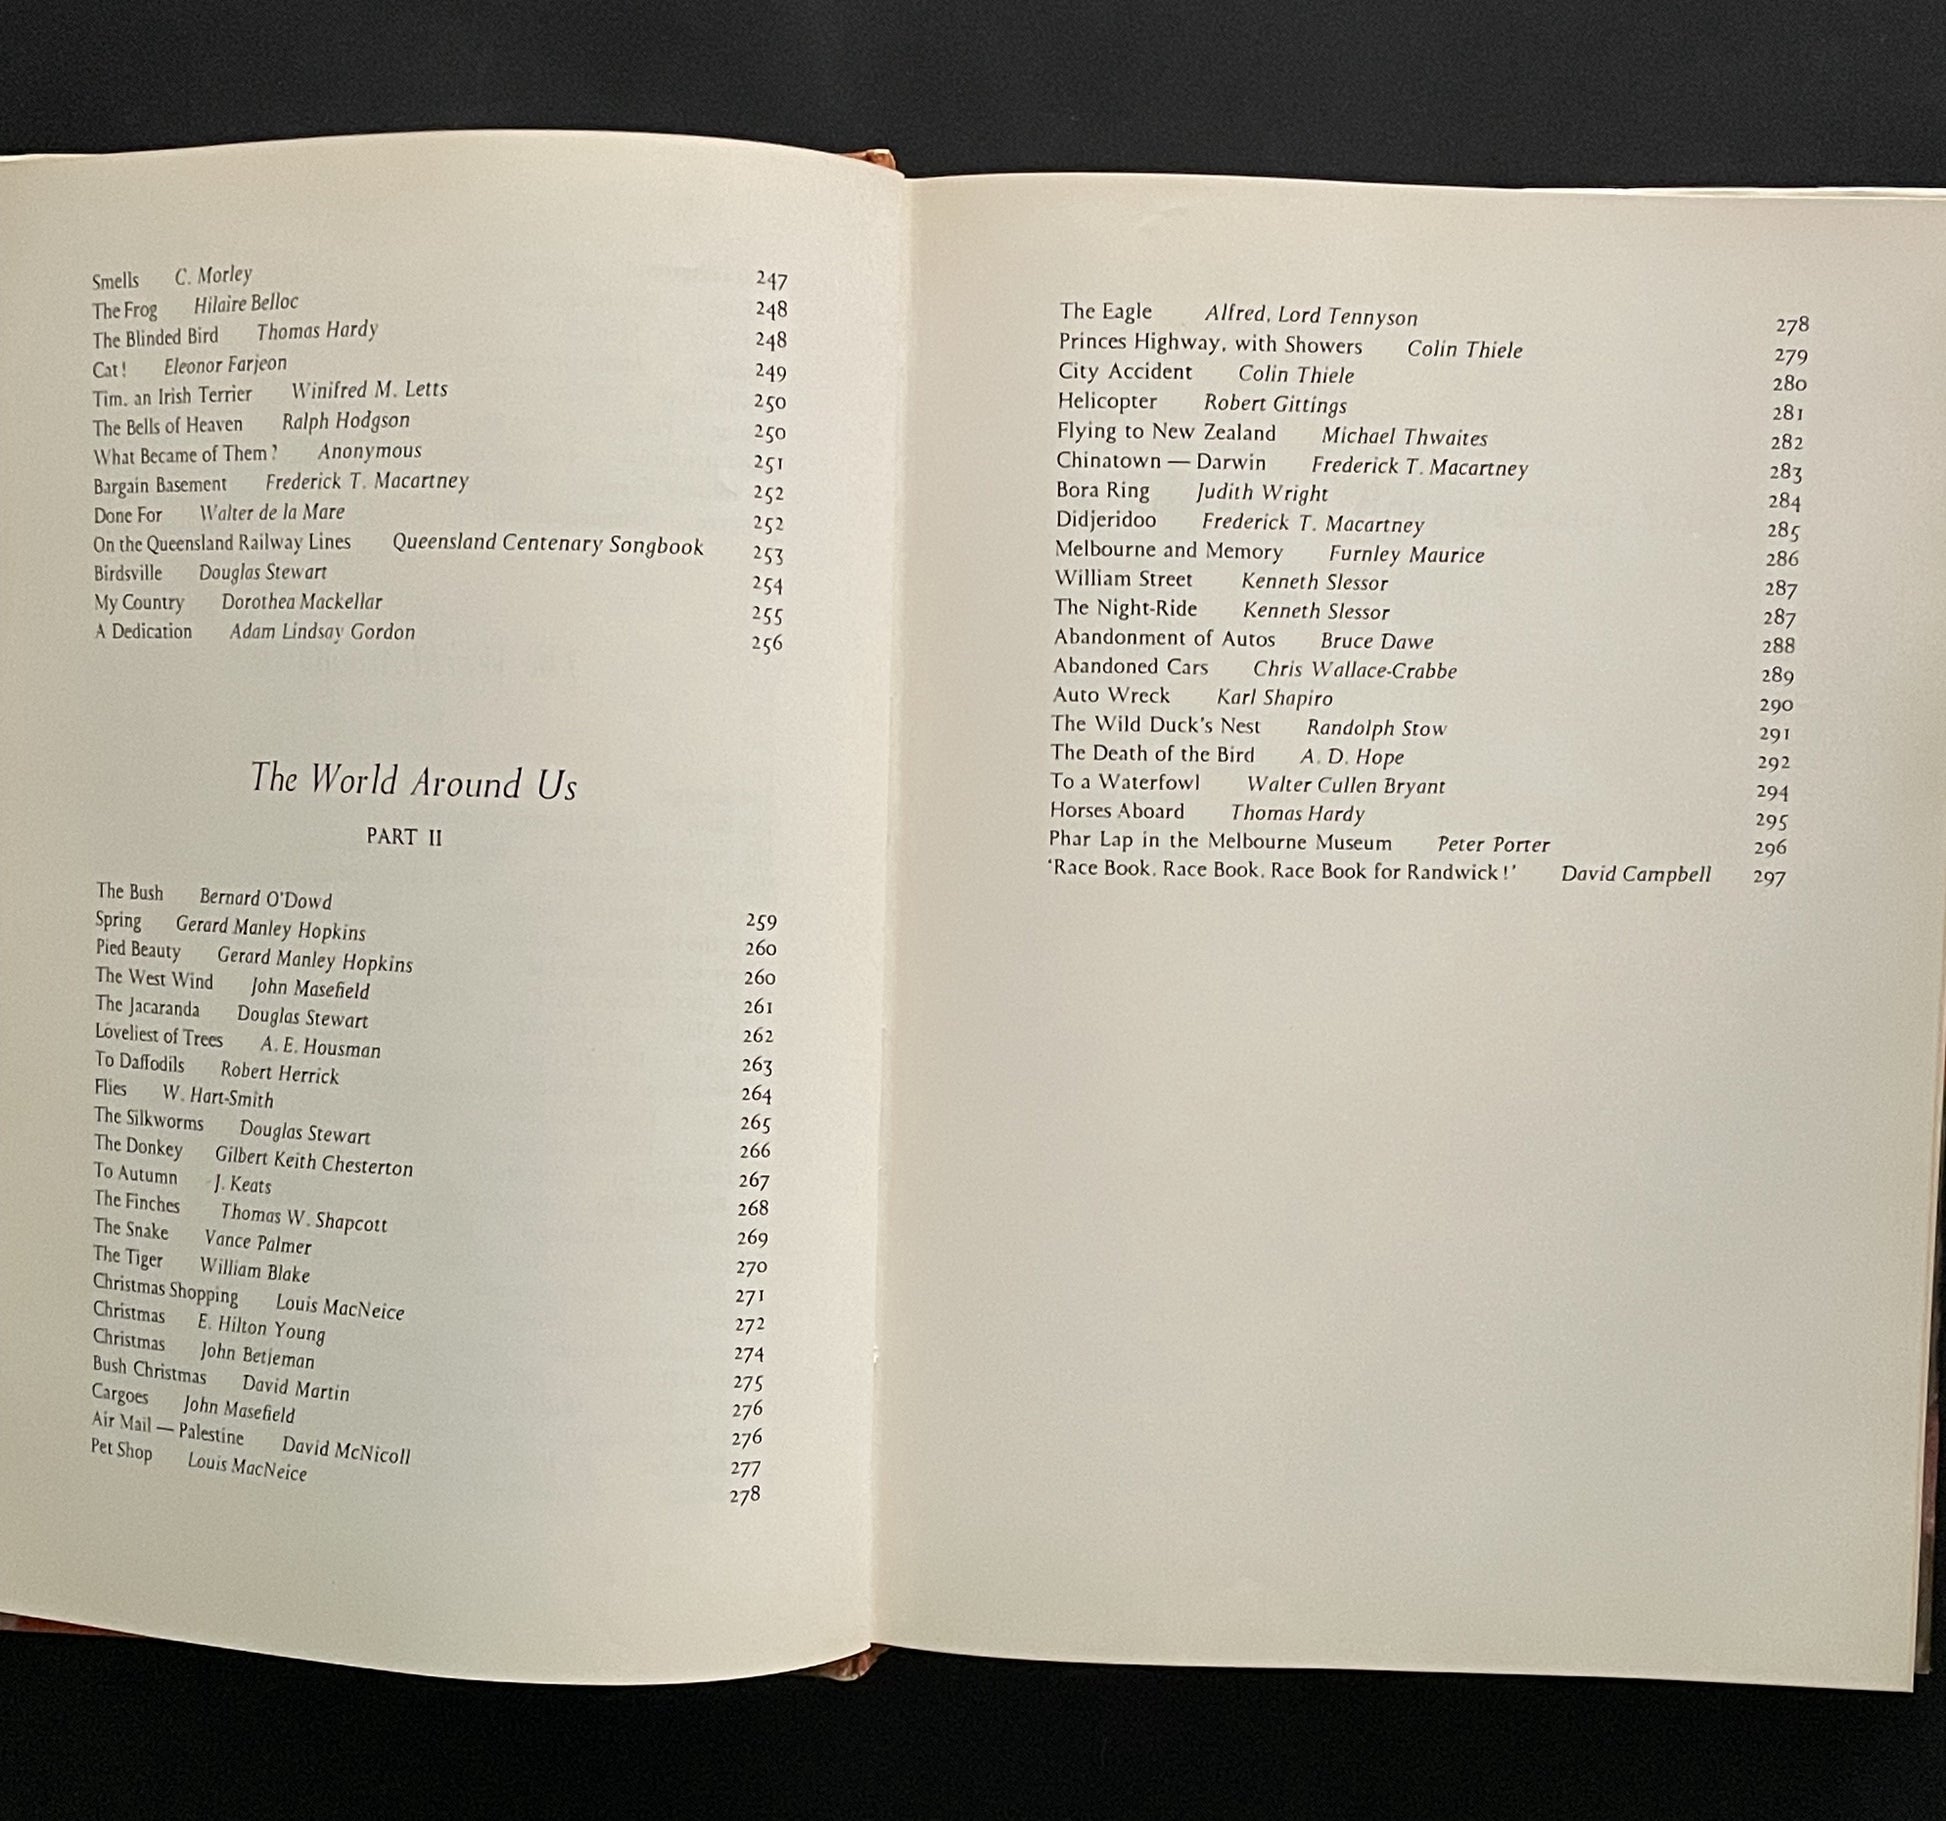 Smells C. Morley 247
The Frog Hilaire Belloc 248
The Blinded Bird Thomas Hardy 248
Cat! Eleonor Farjeon 249
Tim, an Irish Terrier Winifred M. Letts 250
The Bells of Heaven Ralph Hodgson 250
What Became of Them? Anonymous 251
Bargain Basement Frederick T. Macartney 252
Done For Walter de la Mare 252
On the Queensland Railway Lines Queensland Centenary Songbook 253
Birdsville Douglas Stewart 254
My Country Dorothea Mackellar 255
A Dedication Adam Lindsay Gordon 256
The World Around Us
PART II
The Bush Bernard O'Dowd 259
Spring Gerard Manley Hopkins 260
Pied Beauty Gerard Manley Hopkins 260
The West Wind John Masefield 261
The Jacaranda Douglas Stewart 262
Loveliest of Trees A. E. Housman 263
To Daffodils Robert Herrick 264
Flies W. Hart-Smith 265
The Silkworms Douglas Stewart 266
The Donkey Gilbert Keith Chesterton 267
To Autumn J. Keats 268
The Finches Thomas W. Shapcott 269
The Snake Vance Palmer 270
The Tiger William Blake 271
Christmas Shopping Louis MacNeice 272
Christmas E. Hilton Young 274
Christmas John Betjeman 275
Bush Christmas David Martin 276
Cargoes John Masefield 276
Air Mail — Palestine David McNicoll 277
Pet Shop Louis MacNeice 278
The Eagle Alfred, Lord Tennyson 278
Princes Highway, with Showers Colin Thiele 279
City Accident Colin Thiele 280
Helicopter Robert Gittings 281
Flying to New Zealand Michael Thwaites 282
Chinatown — Darwin Frederick T. Macartney 283
Bora Ring Judith Wright 284
Didjeridoo Frederick T. Macartney 285
Melbourne and Memory Furnley Maurice 286
William Street Kenneth Slessor 287
The Night-Ride Kenneth Slessor 287
Abandonment of Autos Bruce Dawe 288
Abandoned Cars Chris Wallace-Crabbe 289
Auto Wreck Karl Shapiro 290
The Wild Duck's Nest Randolph Stow 291
The Death of the Bird A. D. Hope 292
To a Waterfowl Walter Cullen Bryant 294
Horses Aboard Thomas Hardy 295
Phar Lap in the Melbourne Museum Peter Porter 296
'Race Book, Race Book, Race Book for Randwick!' David Campbell 297